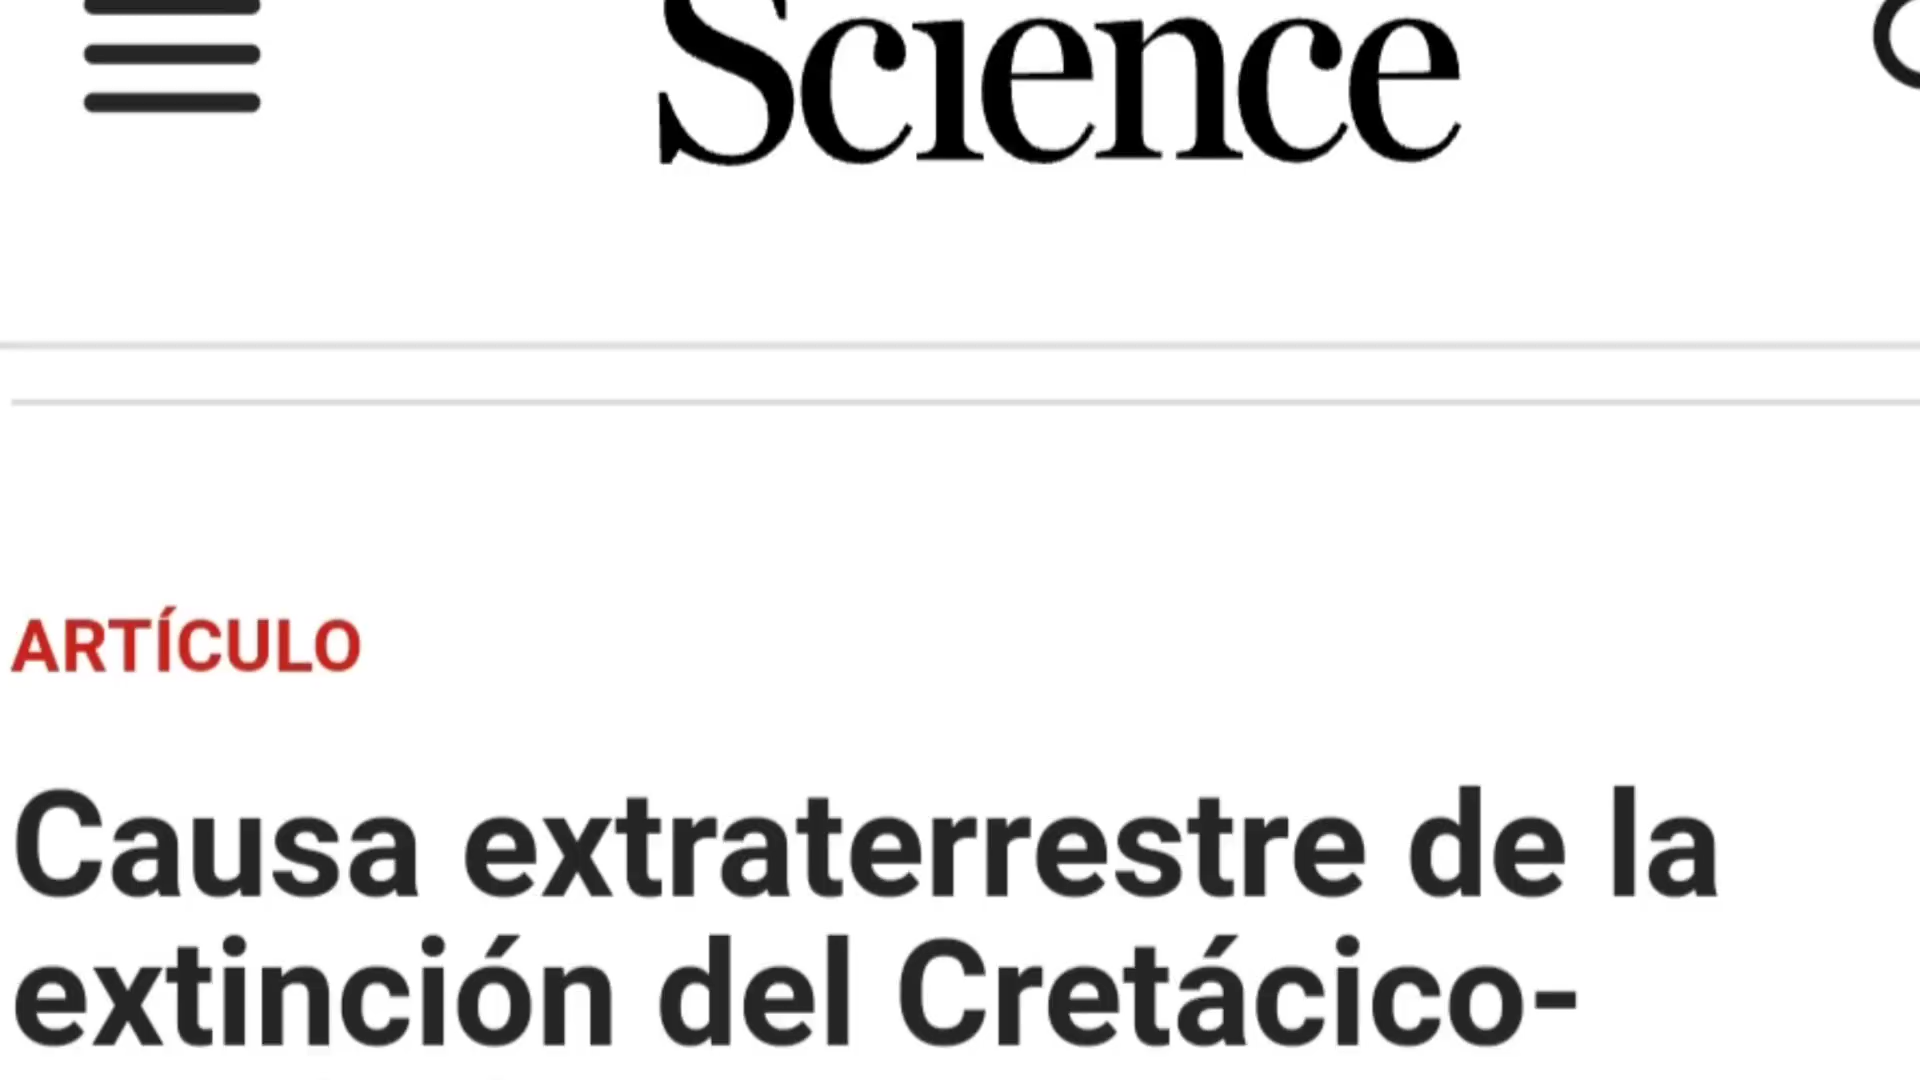 Science
ARTÍCULO
Causa extraterrestre de la
extinción del Cretácico-